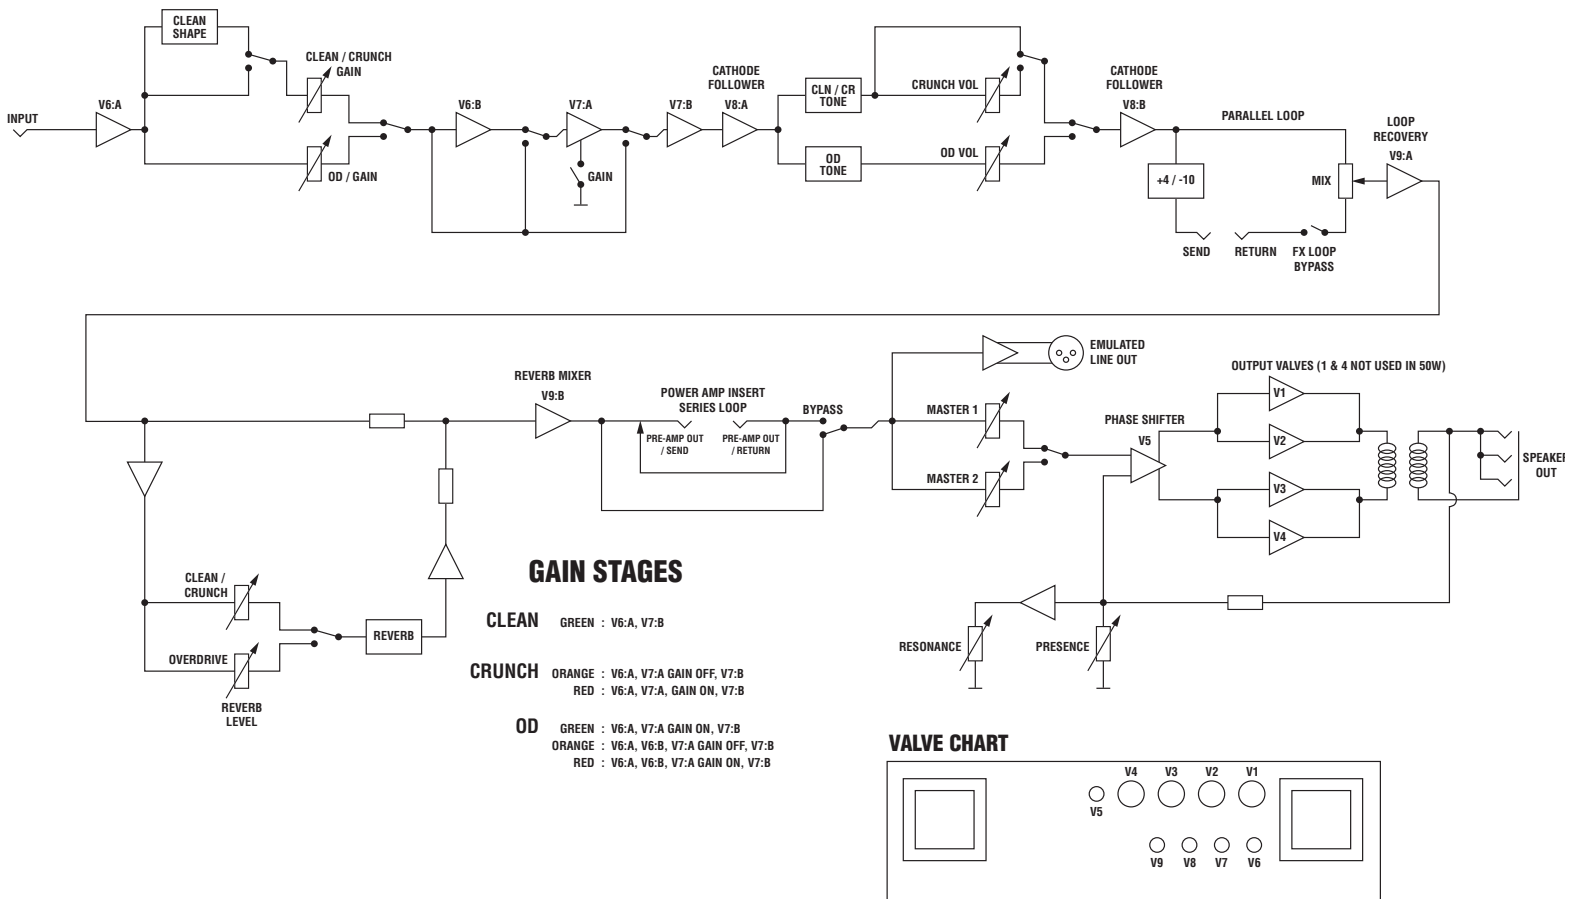 CLEAN
SHAPE
CLEAN / CRUNCH
GAIN
INPUT
V6:A
OD / GAIN
V6:B
V7:A
GAIN
V7:B
CATHODE
FOLLOWER
V8:A
CLN / CR
TONE
CRUNCH VOL
OD
TONE
OD VOL
CATHODE
FOLLOWER
V8:B
PARALLEL LOOP
LOOP
RECOVERY
V9:A
+4 / -10
MIX
SEND
RETURN
FX LOOP
BYPASS
REVERB MIXER
V9:B
POWER AMP INSERT
SERIES LOOP
PRE-AMP OUT
/ SEND
PRE-AMP OUT
/ RETURN
BYPASS
EMULATED
LINE OUT
MASTER 1
MASTER 2
PHASE SHIFTER
V5
OUTPUT VALVES (1 & 4 NOT USED IN 50W)
V1
V2
V3
V4
SPEAKER
OUT
CLEAN /
CRUNCH
OVERDRIVE
REVERB
LEVEL
REVERB
RESONANCE
PRESENCE
GAIN STAGES
CLEAN GREEN : V6:A, V7:B
CRUNCH ORANGE : V6:A, V7:A GAIN OFF, V7:B
RED : V6:A, V7:A, GAIN ON, V7:B
OD GREEN : V6:A, V7:A GAIN ON, V7:B
ORANGE : V6:A, V6:B, V7:A GAIN OFF, V7:B
RED : V6:A, V6:B, V7:A GAIN ON, V7:B
VALVE CHART
V4 V3 V2 V1
V5
V9 V8 V7 V6